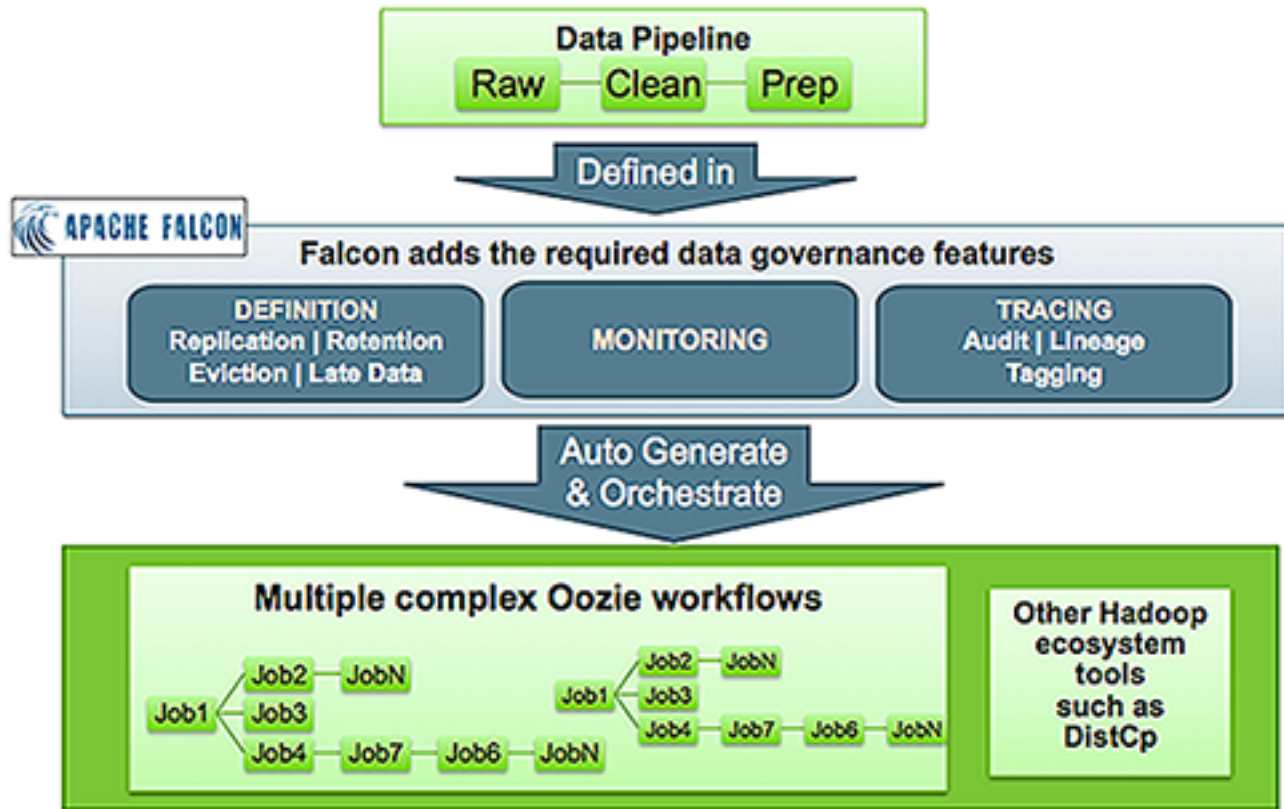 Data Pipeline
Raw Clean Prep
Defined in
APACHE FALCON
Falcon adds the required data governance features
DEFINITION
Replication | Retention
Eviction | Late Data
MONITORING
TRACING
Audit | Lineage
Tagging
Auto Generate
& Orchestrate
Multiple complex Oozie workflows
Job1
Job2 JobN
Job3
Job4 Job7 Job6 JobN
Job1
Job2 JobN
Job3
Job4 Job7 Job6 JobN
Other Hadoop
ecosystem
tools
such as
DistCp